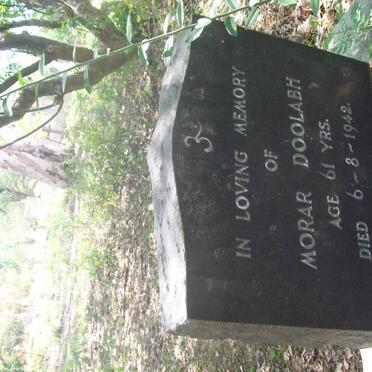 IN LOVING MEMORY
OF
MORAR DOOLABH
AGE 61 YRS.
DIED 6-8-1942.